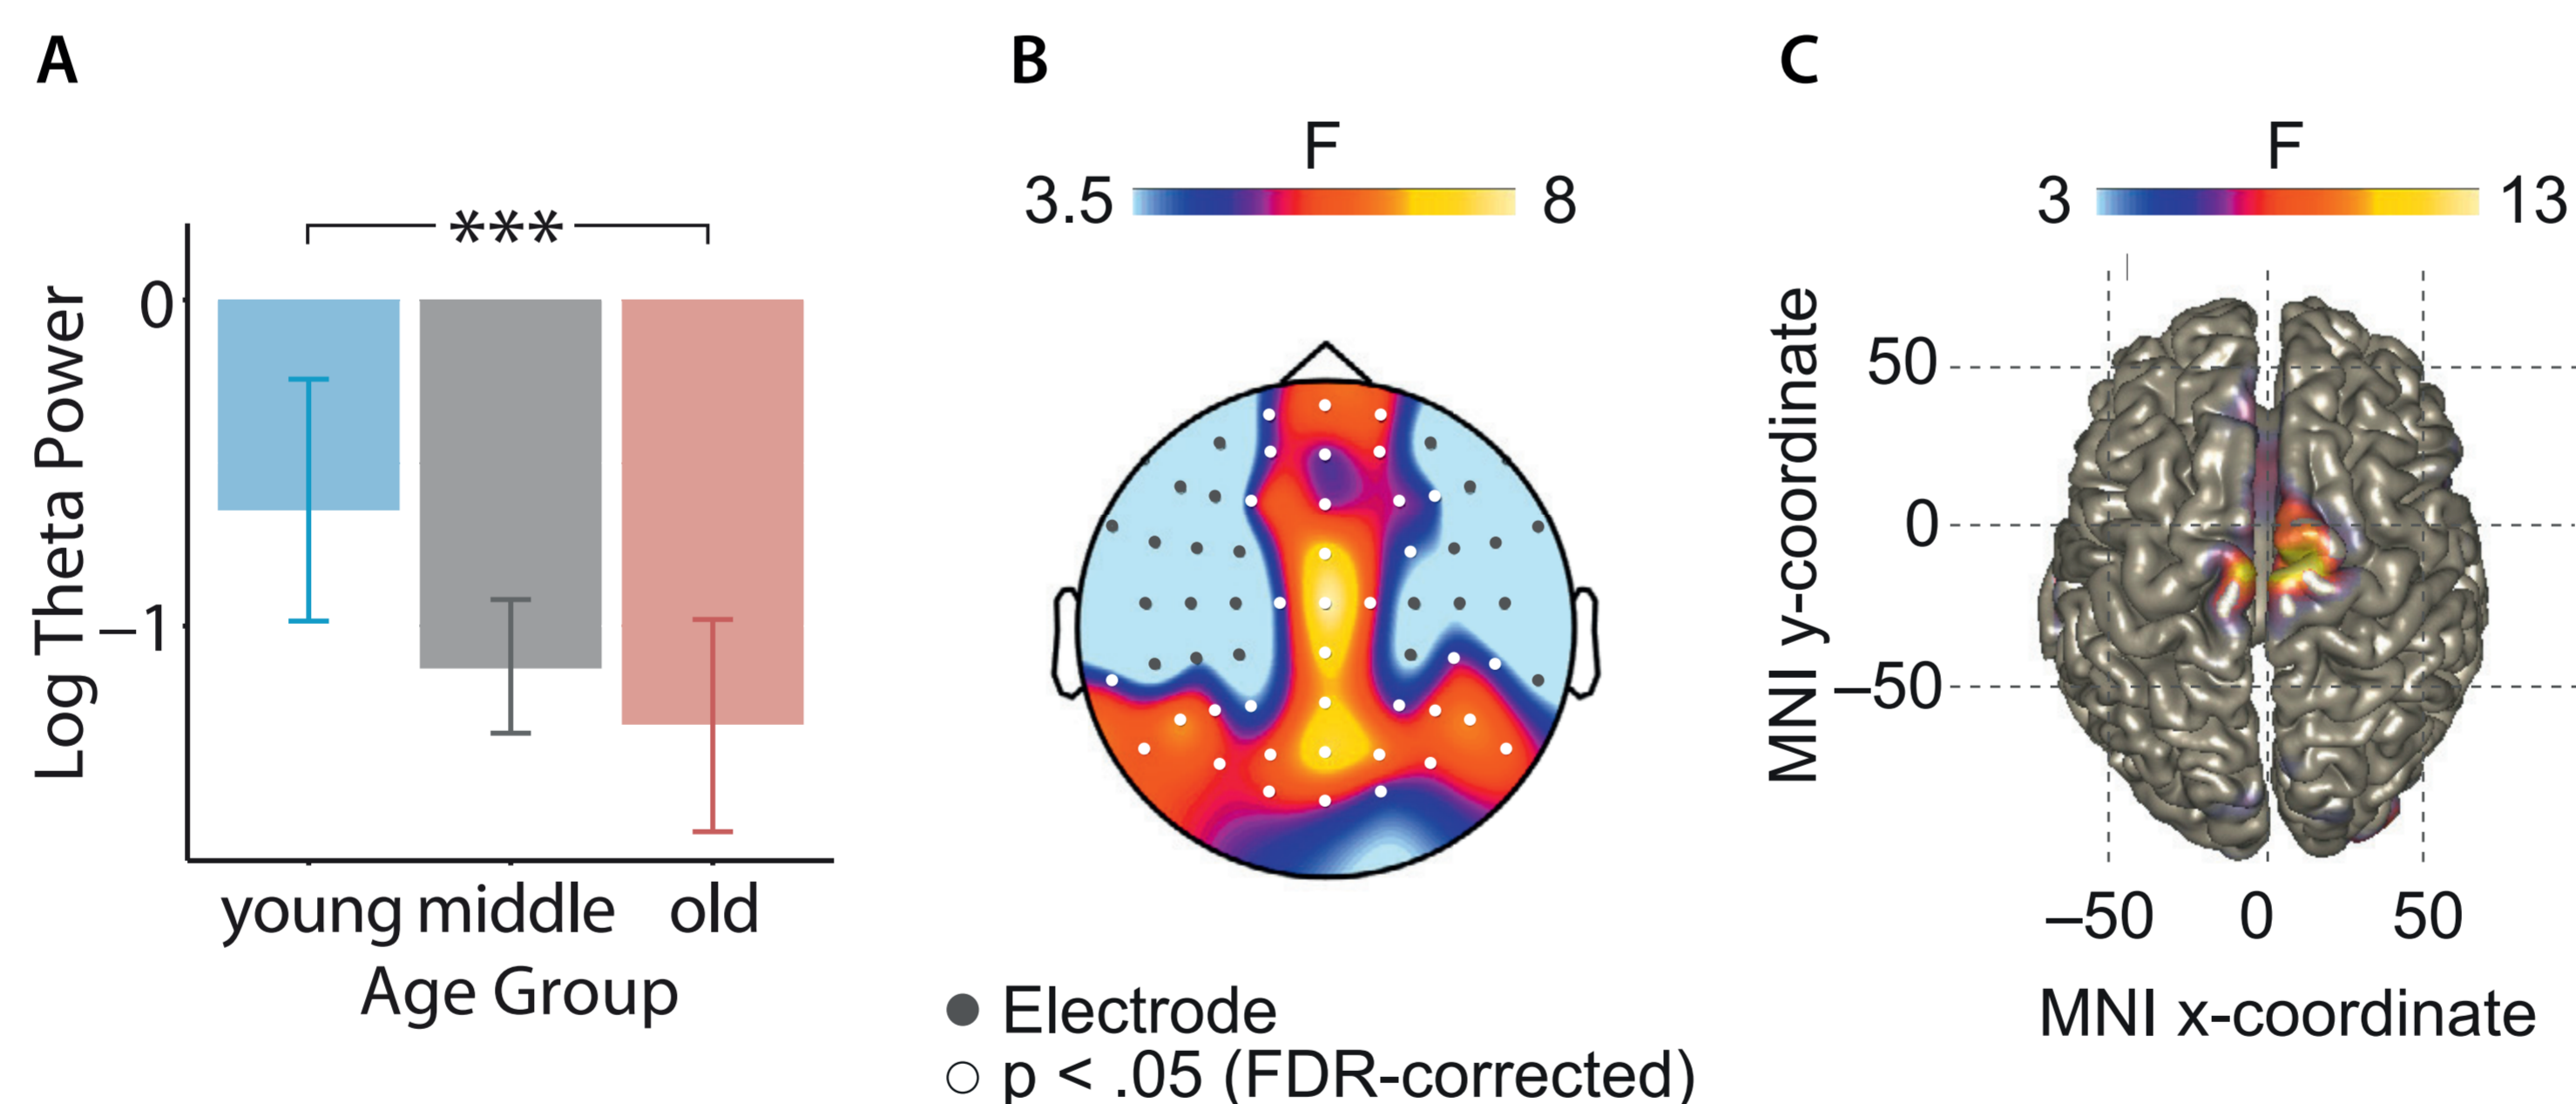 A
Log Theta Power
0
–1
***
young middle old
Age Group
B
F
3.5 8
Electrode
p < .05 (FDR-corrected)
C
F
3 13
MNI y-coordinate
50
0
–50
–50 0 50
MNI x-coordinate